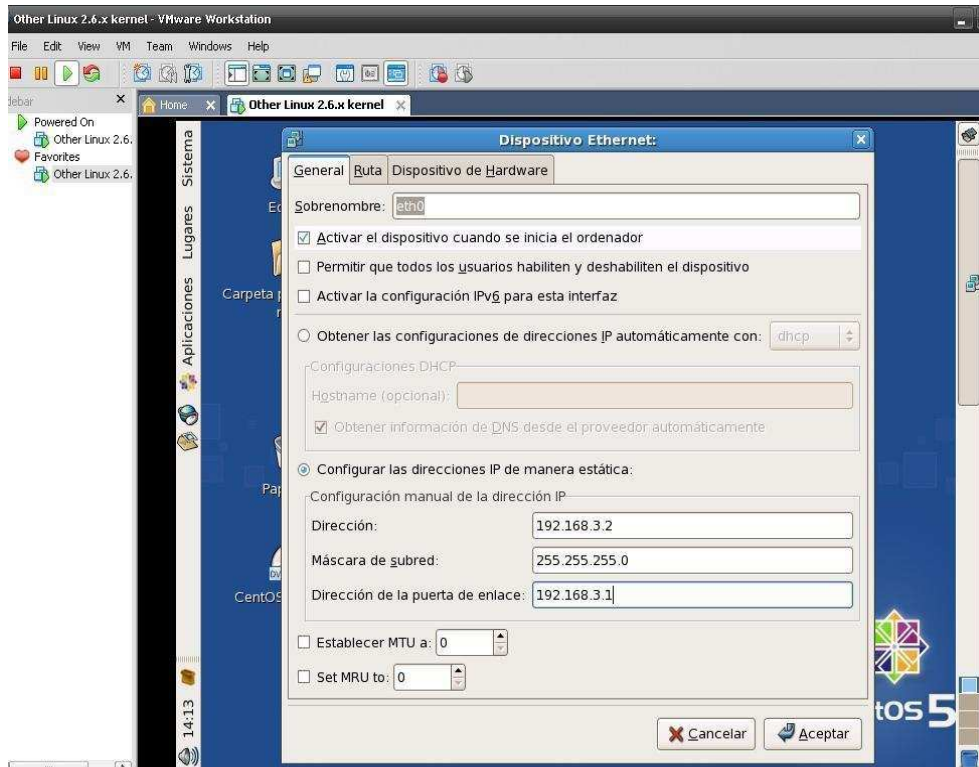 Other Linux 2.6.x kernel - VMware Workstation
File Edit View VM Team Windows Help
debar
Home
Other Linux 2.6.x kernel
Powered On
Other Linux 2.6.
Favorites
Other Linux 2.6.
Sistema
Lugares
Aplicaciones
14:13
Carpeta p
CentOS
Dispositivo Ethernet:
General Ruta Dispositivo de Hardware
Sobrenombre: eth0
Activar el dispositivo cuando se inicia el ordenador
Permitir que todos los usuarios habiliten y deshabiliten el dispositivo
Activar la configuración IPv6 para esta interfaz
Obtener las configuraciones de direcciones IP automáticamente con: dhcp
Configuraciones DHCP
Hostname (opcional):
Obtener información de DNS desde el proveedor automáticamente
Configurar las direcciones IP de manera estática:
Configuración manual de la dirección IP
Dirección: 192.168.3.2
Máscara de subred: 255.255.255.0
Dirección de la puerta de enlace: 192.168.3.1
Establecer MTU a: 0
Set MRU to: 0
Cancelar Aceptar
tos 5